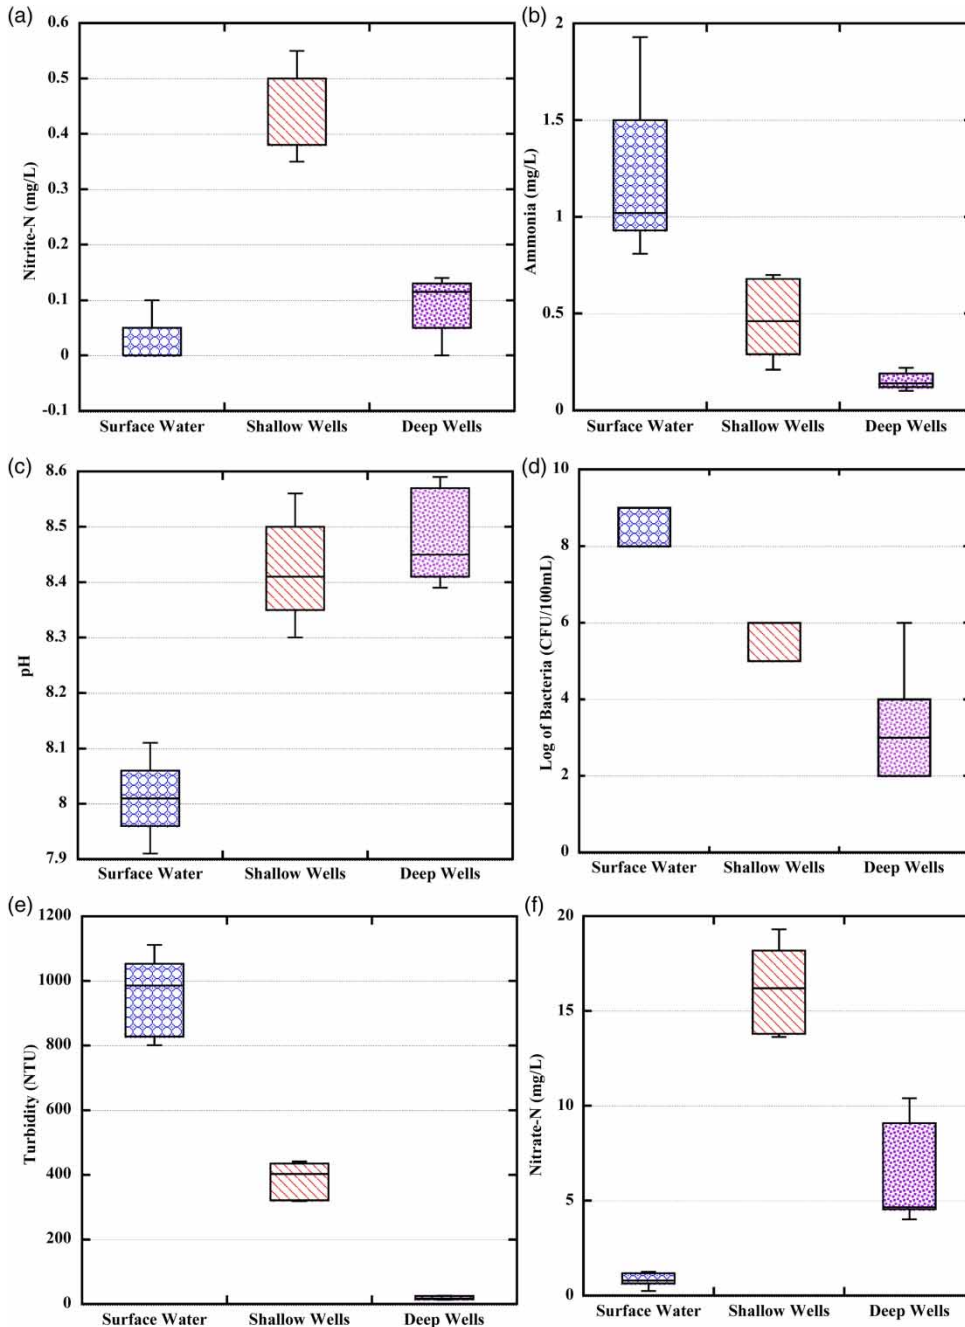 (a)
Nitrite-N (mg/L)
0.6
0.5
0.4
0.3
0.2
0.1
0
-0.1
Surface Water Shallow Wells Deep Wells
(b)
Ammonia (mg/L)
2
1.5
1
0.5
0
Surface Water Shallow Wells Deep Wells
(c)
pH
8.6
8.5
8.4
8.3
8.2
8.1
8
7.9
Surface Water Shallow Wells Deep Wells
(d)
Log of Bacteria (CFU/100mL)
10
8
6
4
2
0
Surface Water Shallow Wells Deep Wells
(e)
Turbidity (NTU)
1200
1000
800
600
400
200
0
Surface Water Shallow Wells Deep Wells
(f)
Nitrate-N (mg/L)
20
15
10
5
0
Surface Water Shallow Wells Deep Wells